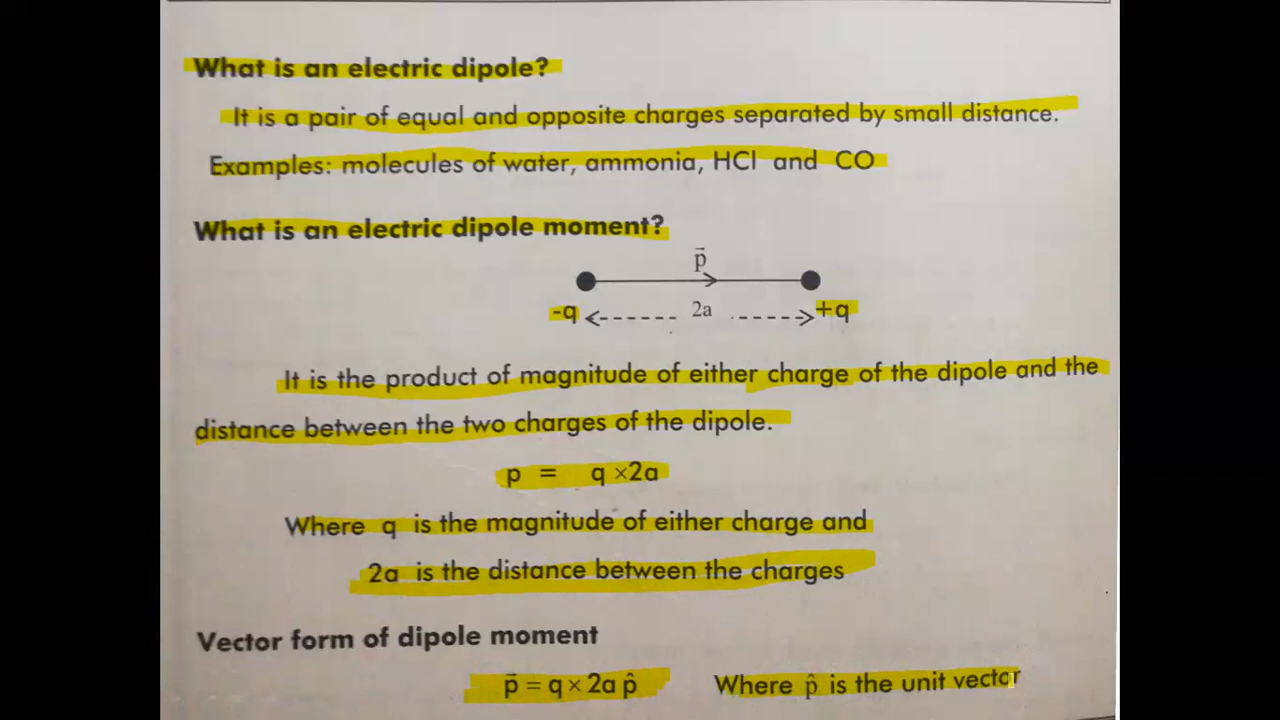 What is an electric dipole?
It is a pair of equal and opposite charges separated by small distance.
Examples: molecules of water, ammonia, HCl and CO
What is an electric dipole moment?
p⃗
-q 2a +q
It is the product of magnitude of either charge of the dipole and the
distance between the two charges of the dipole.
p = q ×2a
Where q is the magnitude of either charge and
2a is the distance between the charges
Vector form of dipole moment
p⃗ = q × 2a p̂ Where p̂ is the unit vector